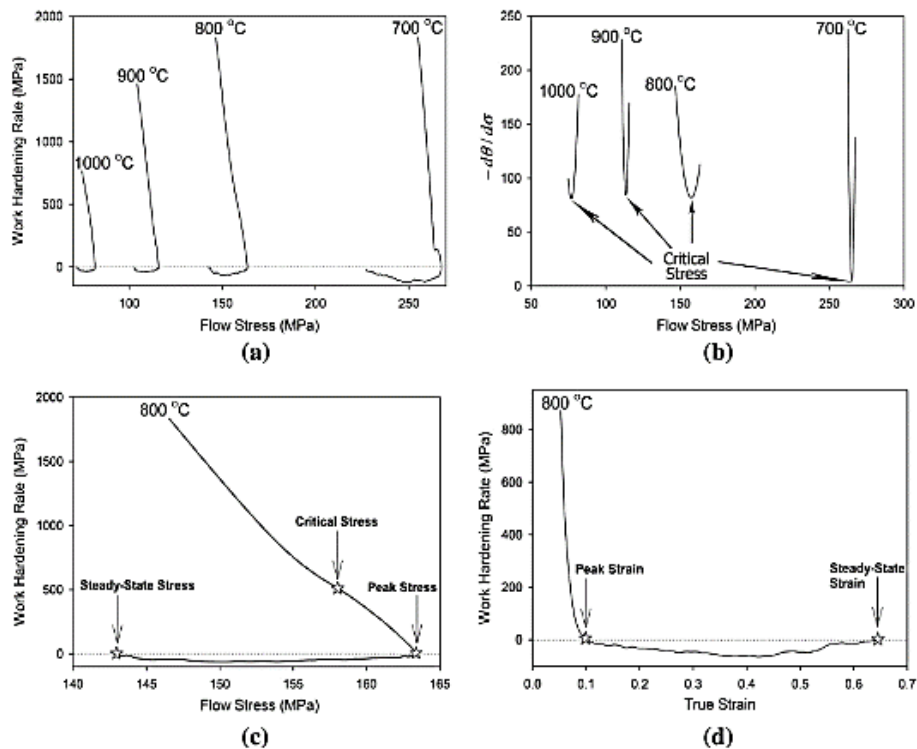 2000
1500
1000
500
0
Work Hardening Rate (MPa)
800 °C
700 °C
900 °C
1000 °C
100 150 200 250
Flow Stress (MPa)
(a)
250
200
150
100
50
0
-dθ/dσ
900 °C
700 °C
1000 °C
800 °C
Critical
Stress
50 100 150 200 250 300
Flow Stress (MPa)
(b)
2000
1500
1000
500
0
Work Hardening Rate (MPa)
800 °C
Critical Stress
Steady-State Stress
Peak Stress
140 145 150 155 160 165
Flow Stress (MPa)
(c)
800
600
400
200
0
Work Hardening Rate (MPa)
800 °C
Peak Strain
Steady-State
Strain
0.0 0.1 0.2 0.3 0.4 0.5 0.6 0.7
True Strain
(d)